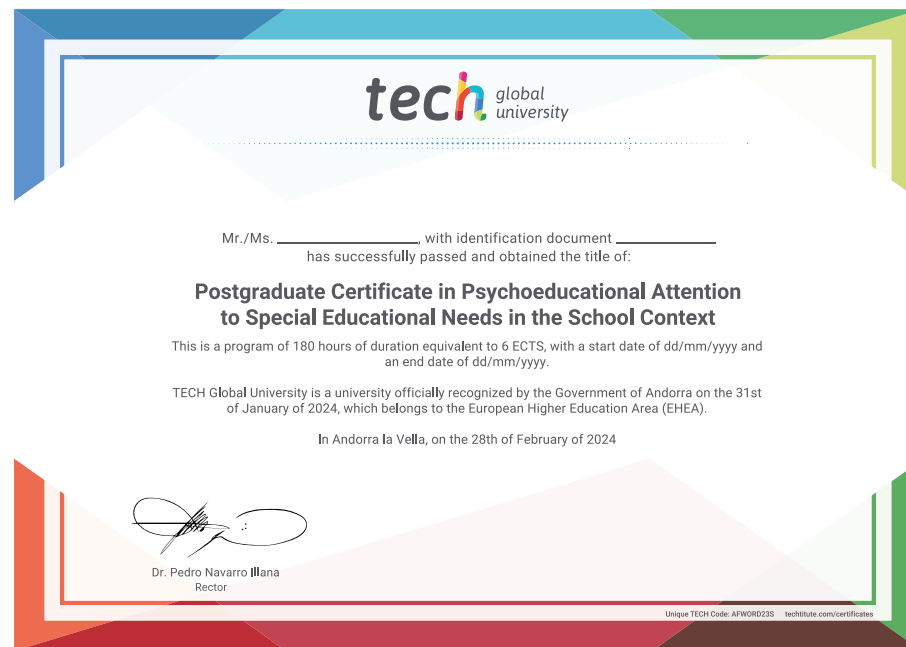 tech global university
Mr./Ms. ____________________, with identification document ______________
has successfully passed and obtained the title of:
Postgraduate Certificate in Psychoeducational Attention
to Special Educational Needs in the School Context
This is a program of 180 hours of duration equivalent to 6 ECTS, with a start date of dd/mm/yyyy and
an end date of dd/mm/yyyy.
TECH Global University is a university officially recognized by the Government of Andorra on the 31st
of January of 2024, which belongs to the European Higher Education Area (EHEA).
In Andorra la Vella, on the 28th of February of 2024
Dr. Pedro Navarro Illana
Rector
Unique TECH Code: AFWORD23S techtitute.com/certificates